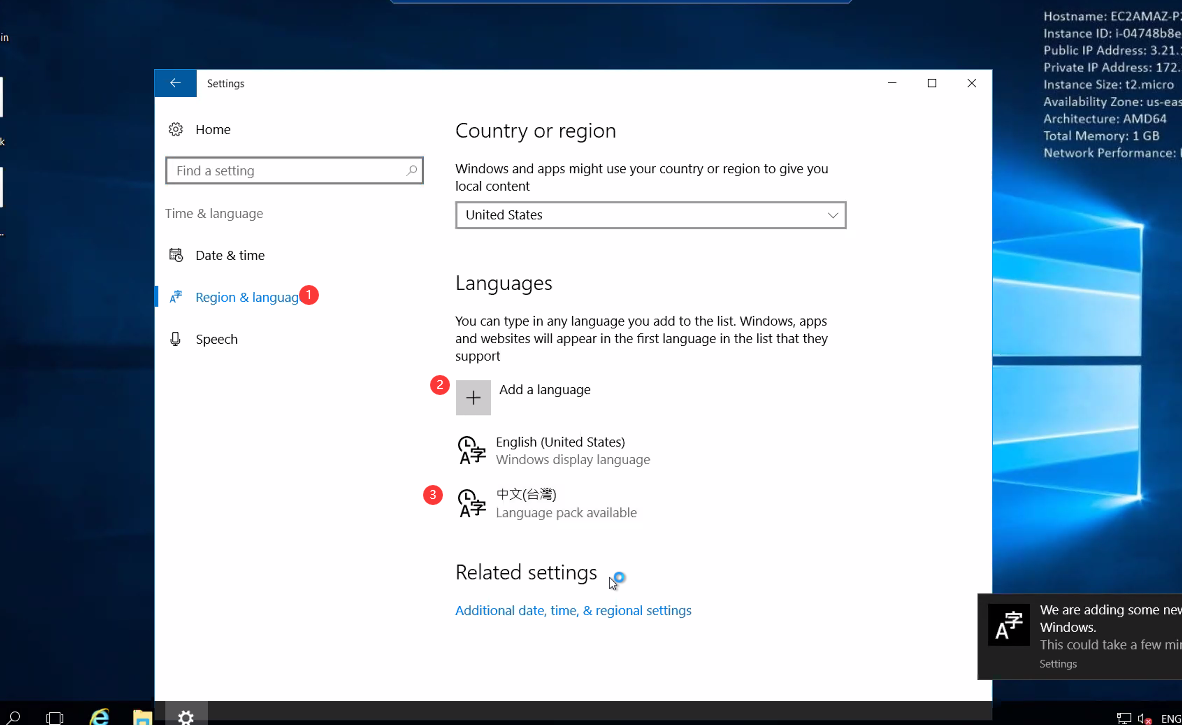 in
k
Hostname: EC2AMAZ-P2
Instance ID: i-04748b8e
Public IP Address: 3.21.
Private IP Address: 172.
Instance Size: t2.micro
Availability Zone: us-eas
Architecture: AMD64
Total Memory: 1 GB
Network Performance:
Settings
Home
Find a setting
Time & language
Date & time
Region & languag
1
Speech
Country or region
Windows and apps might use your country or region to give you
local content
United States
Languages
You can type in any language you add to the list. Windows, apps
and websites will appear in the first language in the list that they
support
2
Add a language
English (United States)
Windows display language
3
中文(台灣)
Language pack available
Related settings
Additional date, time, & regional settings
We are adding some new
Windows.
This could take a few mi
Settings
ENG